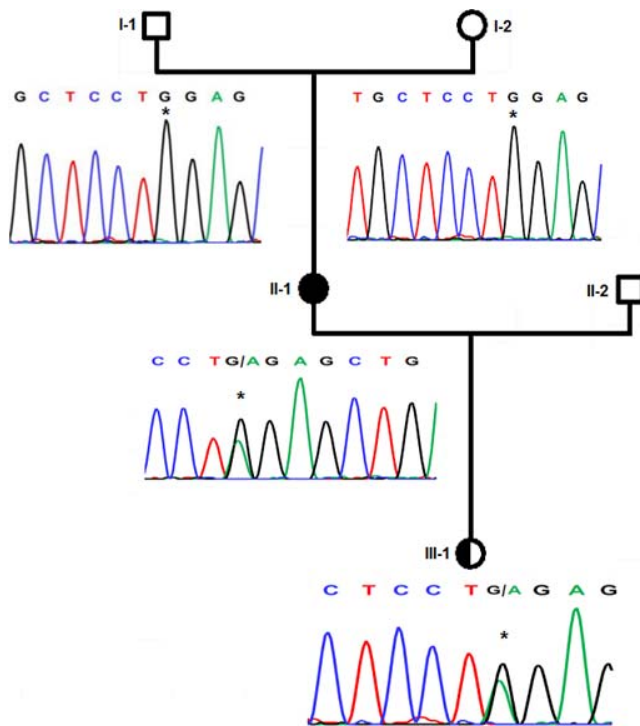 I-1
I-2
G C T C C T G G A G
*
T G C T C C T G G A G
*
II-1
II-2
C C T G/A G A G C T G
*
III-1
C T C C T G/A G A G
*